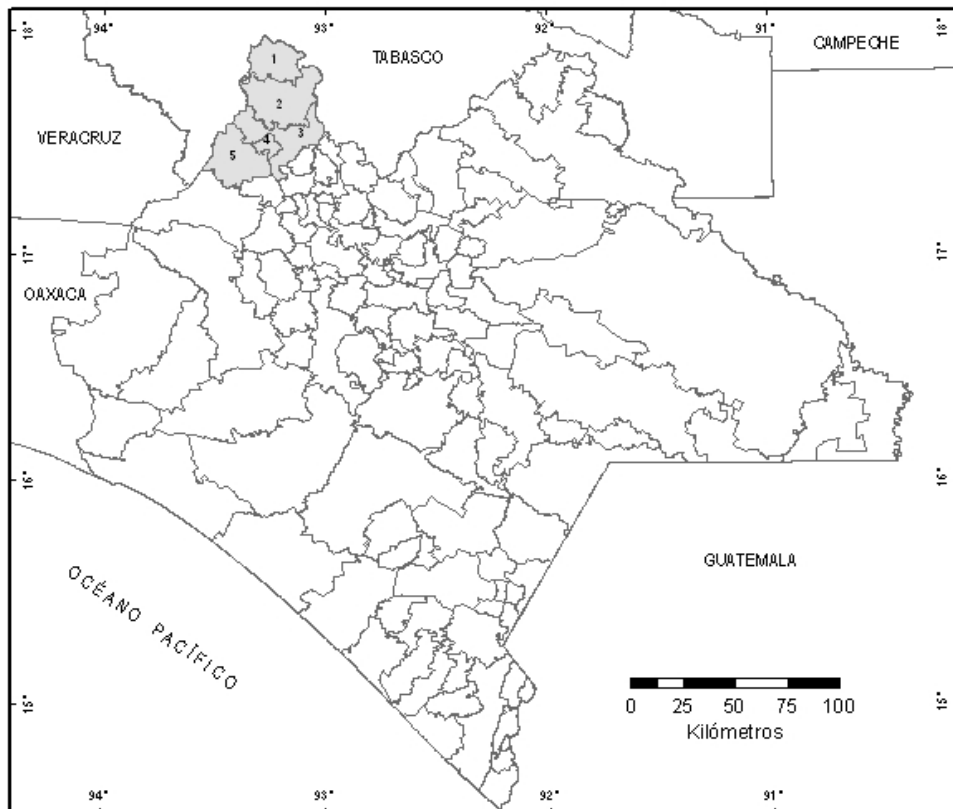 94° 93° 92° 91°
18° 18°
TABASCO CAMPECHE
1
2
VERACRUZ 4 3
5
17° 17°
OAXACA
16° 16°
GUATEMALA
OCÉANO PACÍFICO
0 25 50 75 100
Kilómetros
15° 15°
94° 93° 92° 91°